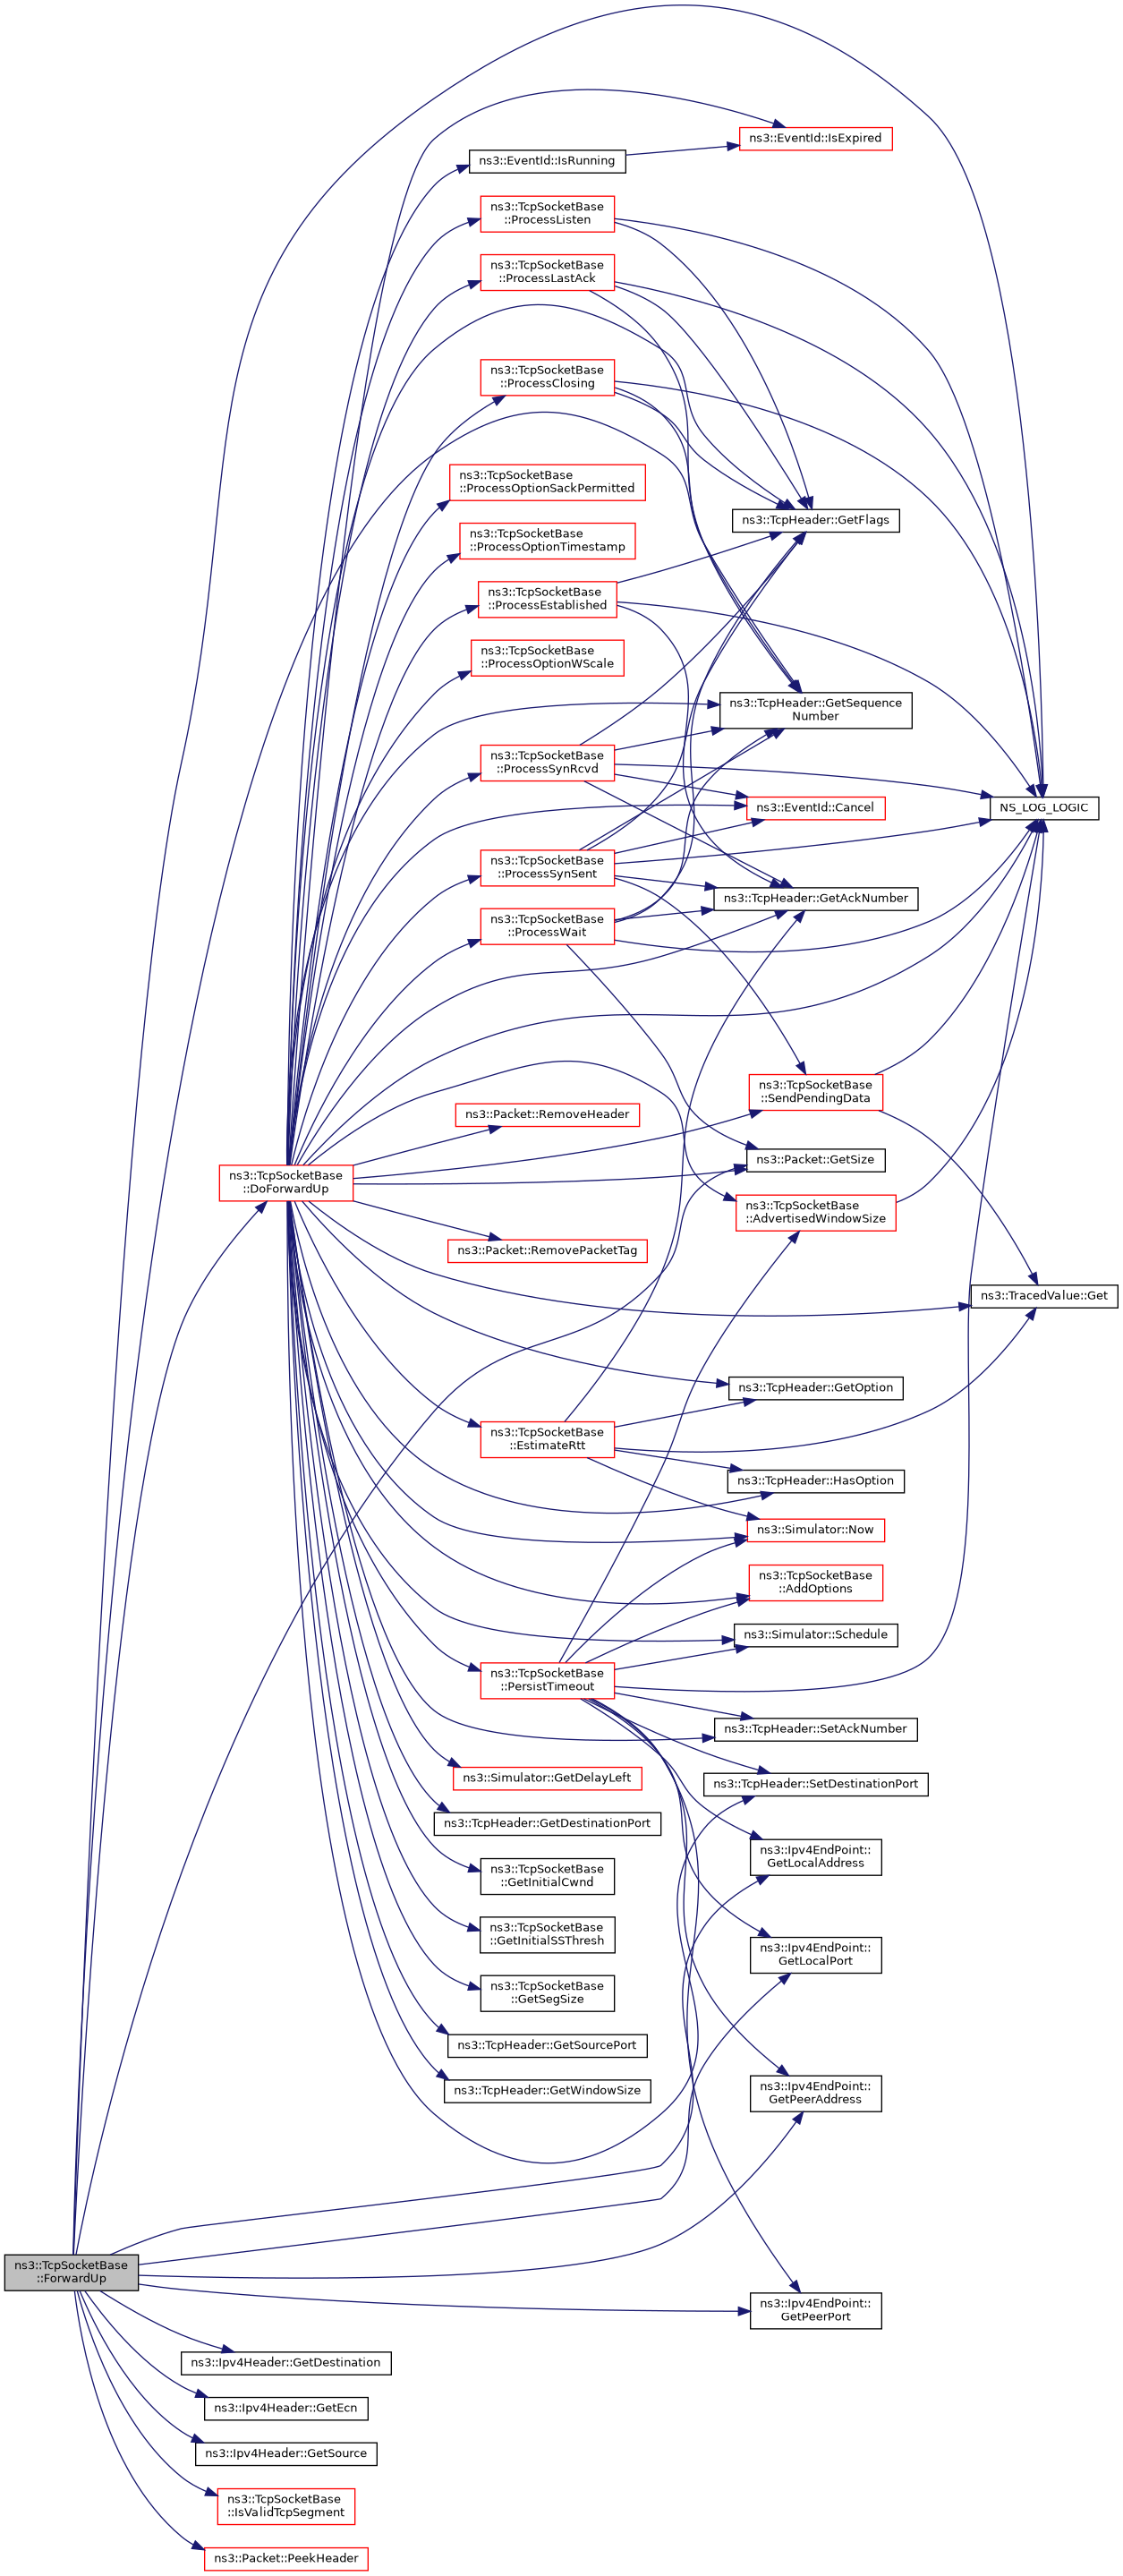 ns3::EventId::IsExpired
ns3::EventId::IsRunning
ns3::TcpSocketBase
::ProcessListen
ns3::TcpSocketBase
::ProcessLastAck
ns3::TcpSocketBase
::ProcessClosing
ns3::TcpSocketBase
::ProcessOptionSackPermitted
ns3::TcpHeader::GetFlags
ns3::TcpSocketBase
::ProcessOptionTimestamp
ns3::TcpSocketBase
::ProcessEstablished
ns3::TcpSocketBase
::ProcessOptionWScale
ns3::TcpHeader::GetSequence
Number
ns3::TcpSocketBase
::ProcessSynRcvd
ns3::EventId::Cancel
NS_LOG_LOGIC
ns3::TcpSocketBase
::ProcessSynSent
ns3::TcpHeader::GetAckNumber
ns3::TcpSocketBase
::ProcessWait
ns3::TcpSocketBase
::SendPendingData
ns3::Packet::RemoveHeader
ns3::Packet::GetSize
ns3::TcpSocketBase
::DoForwardUp
ns3::TcpSocketBase
::AdvertisedWindowSize
ns3::Packet::RemovePacketTag
ns3::TracedValue::Get
ns3::TcpHeader::GetOption
ns3::TcpSocketBase
::EstimateRtt
ns3::TcpHeader::HasOption
ns3::Simulator::Now
ns3::TcpSocketBase
::AddOptions
ns3::Simulator::Schedule
ns3::TcpSocketBase
::PersistTimeout
ns3::TcpHeader::SetAckNumber
ns3::Simulator::GetDelayLeft
ns3::TcpHeader::SetDestinationPort
ns3::TcpHeader::GetDestinationPort
ns3::Ipv4EndPoint::
GetLocalAddress
ns3::TcpSocketBase
::GetInitialCwnd
ns3::TcpSocketBase
::GetInitialSSThresh
ns3::Ipv4EndPoint::
GetLocalPort
ns3::TcpSocketBase
::GetSegSize
ns3::TcpHeader::GetSourcePort
ns3::TcpHeader::GetWindowSize
ns3::Ipv4EndPoint::
GetPeerAddress
ns3::TcpSocketBase
::ForwardUp
ns3::Ipv4EndPoint::
GetPeerPort
ns3::Ipv4Header::GetDestination
ns3::Ipv4Header::GetEcn
ns3::Ipv4Header::GetSource
ns3::TcpSocketBase
::IsValidTcpSegment
ns3::Packet::PeekHeader